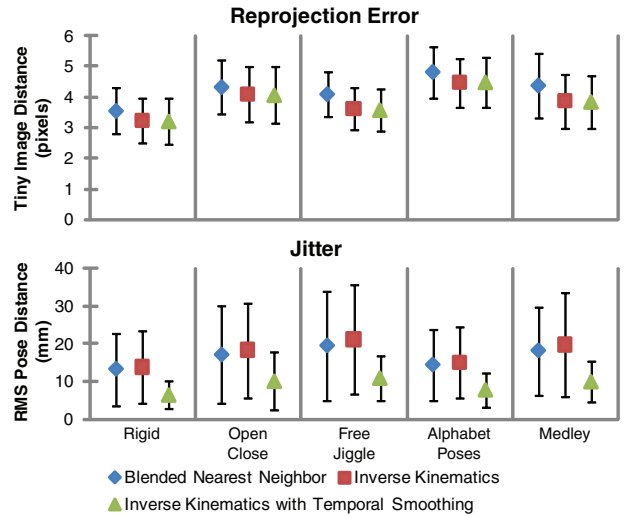 Reprojection Error
Tiny Image Distance
(pixels)
6
5
4
3
2
1
0
Jitter
RMS Pose Distance
(mm)
40
30
20
10
0
Rigid
Open
Close
Free
Jiggle
Alphabet
Poses
Medley
Blended Nearest Neighbor
Inverse Kinematics
Inverse Kinematics with Temporal Smoothing